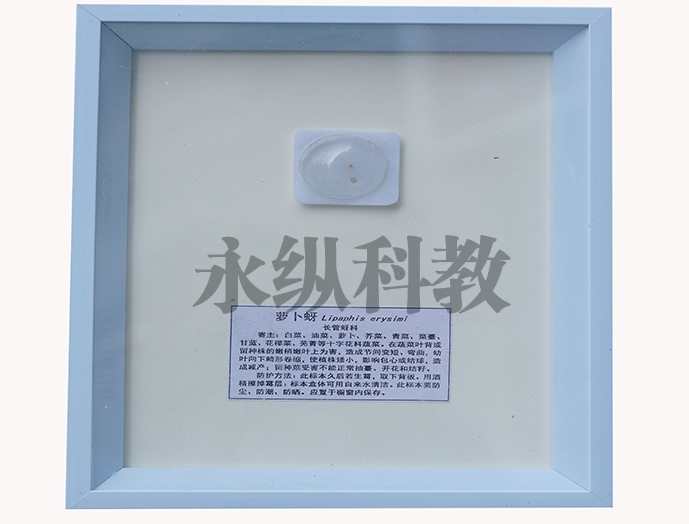 永纵科教
萝卜蚜 Lipaphis erysimi
长管蚜科
寄主：白菜、油菜、萝卜、芥菜、青菜、菜薹、
甘蓝、花椰菜、芜菁等十字花科蔬菜。在蔬菜叶背或
留种株的嫩梢嫩叶上为害，造成节间变短、弯曲，幼
叶向下畸形卷缩，使植株矮小，影响包心或结球，造
成减产；留种菜受害不能正常抽薹、开花和结籽。
防护方法：此标本久后若生霉，取下背板。用酒
精擦掉霉层；标本盒体可用自来水清洁。此标本要防
尘、防潮、防晒。应置于橱窗内保存。